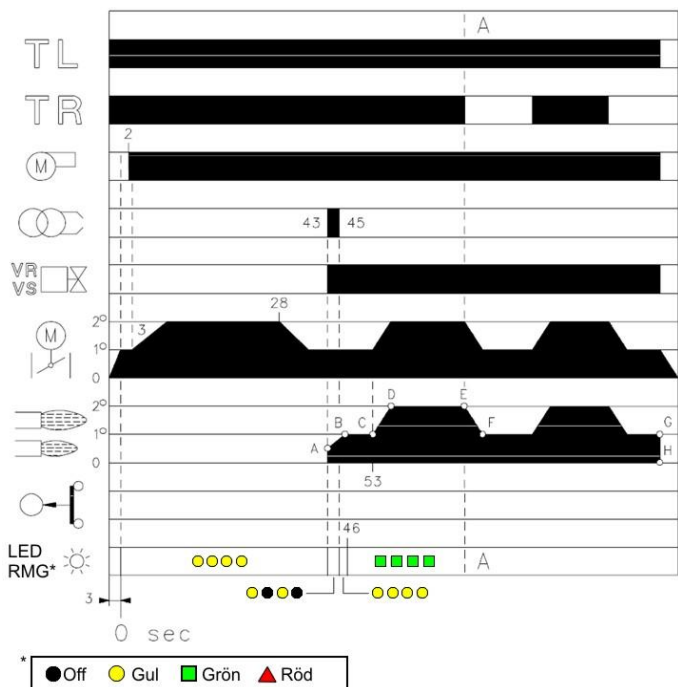 A
TL
TR
2
M
43 45
VR
VS
28
M
2°
3
1°
0
D E
2°
B C F G
1°
A
H
0
53
46
LED
RMG*
A
3
0 sec
*
Off Gul Grön Röd